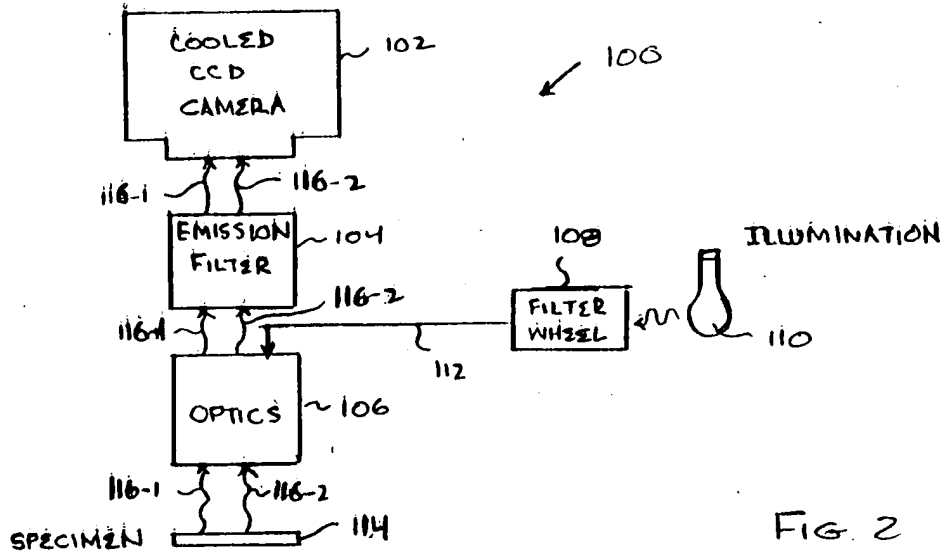 COOLED
CCD
CAMERA
102
100
116-1
116-2
EMISSION
FILTER
104
108
ILLUMINATION
116-2
116-1
FILTER
WHEEL
110
112
OPTICS
106
116-1
116-2
SPECIMEN
114
FIG. 2